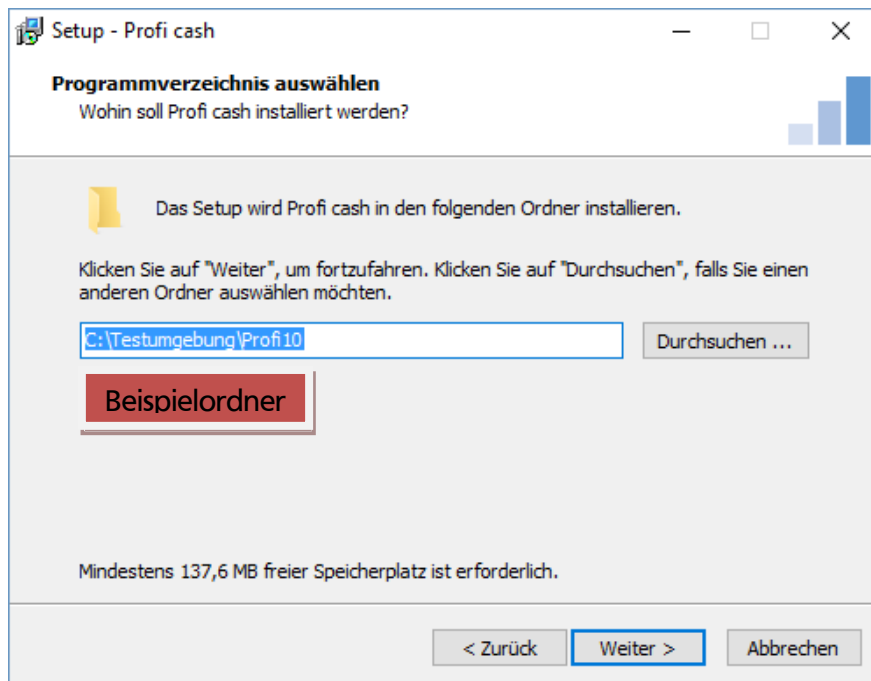 Setup - Profi cash
Programmverzeichnis auswählen
Wohin soll Profi cash installiert werden?
Das Setup wird Profi cash in den folgenden Ordner installieren.
Klicken Sie auf "Weiter", um fortzufahren. Klicken Sie auf "Durchsuchen", falls Sie einen
anderen Ordner auswählen möchten.
C:\Testumgebung\Profi10
Durchsuchen ...
Beispielordner
Mindestens 137,6 MB freier Speicherplatz ist erforderlich.
< Zurück
Weiter >
Abbrechen